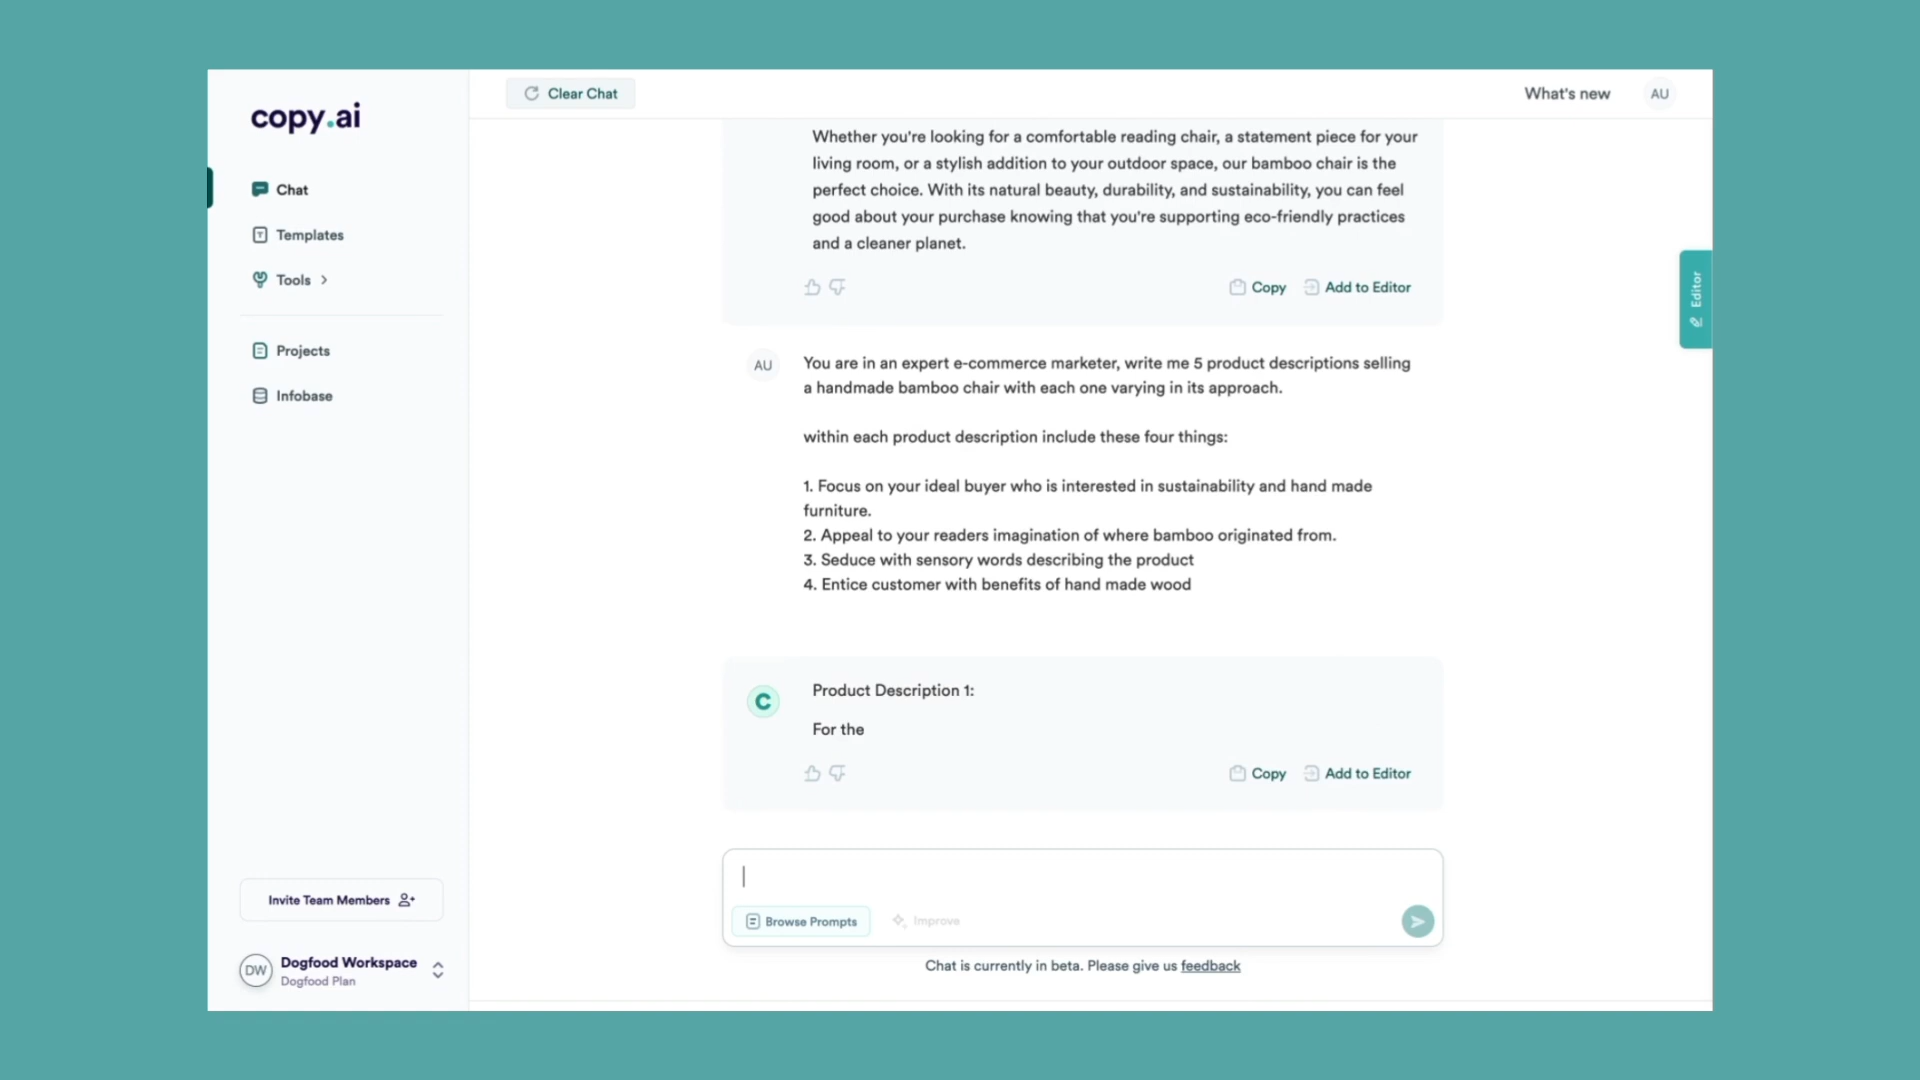 copy.ai
Chat
Templates
Tools
Projects
Infobase
Invite Team Members
DW
Dogfood Workspace
Dogfood Plan
Clear Chat
What's new
AU
Whether you're looking for a comfortable reading chair, a statement piece for your
living room, or a stylish addition to your outdoor space, our bamboo chair is the
perfect choice. With its natural beauty, durability, and sustainability, you can feel
good about your purchase knowing that you're supporting eco-friendly practices
and a cleaner planet.
Copy
Add to Editor
Editor
AU
You are in an expert e-commerce marketer, write me 5 product descriptions selling
a handmade bamboo chair with each one varying in its approach.
within each product description include these four things:
1. Focus on your ideal buyer who is interested in sustainability and hand made
furniture.
2. Appeal to your readers imagination of where bamboo originated from.
3. Seduce with sensory words describing the product
4. Entice customer with benefits of hand made wood
C
Product Description 1:
For the
Copy
Add to Editor
Browse Prompts
Improve
Chat is currently in beta. Please give us feedback